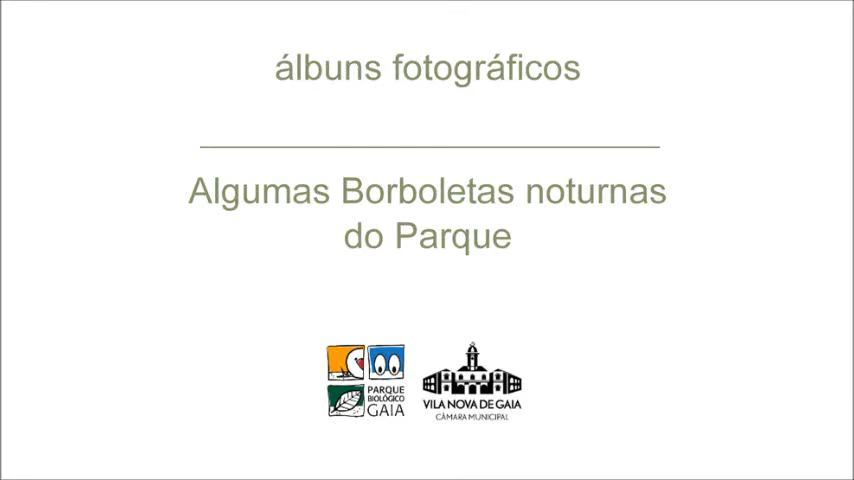 álbuns fotográficos
Algumas Borboletas noturnas
do Parque
PARQUE
BIOLÓGICO
GAIA
VILA NOVA DE GAIA
CÂMARA MUNICIPAL